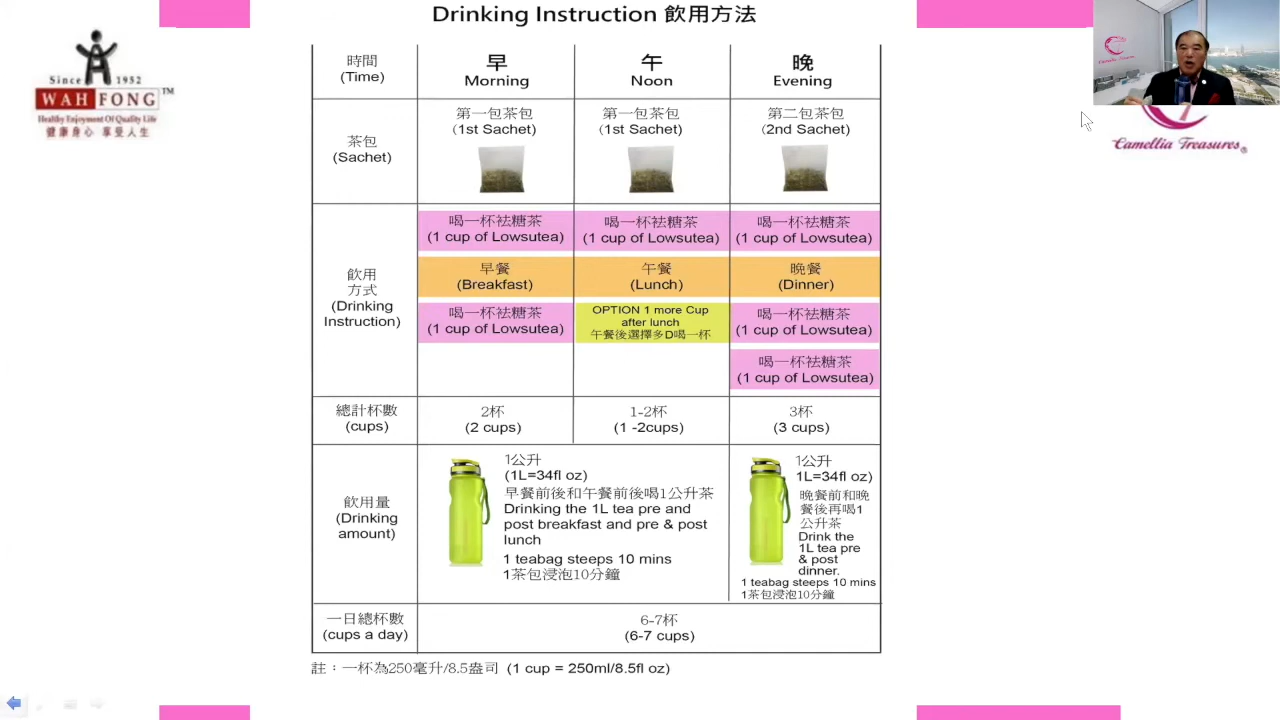 Drinking Instruction 飲用方法
Since 1952
WAH FONG TM
Healthy Enjoyment Of Quality Life
健康身心 享受人生
Camellia Treasures
Camellia Treasures®
時間
(Time)
早
Morning
午
Noon
晚
Evening
茶包
(Sachet)
第一包茶包
(1st Sachet)
第一包茶包
(1st Sachet)
第二包茶包
(2nd Sachet)
飲用
方式
(Drinking
Instruction)
喝一杯祛糖茶
(1 cup of Lowsutea)
喝一杯祛糖茶
(1 cup of Lowsutea)
喝一杯祛糖茶
(1 cup of Lowsutea)
早餐
(Breakfast)
午餐
(Lunch)
晚餐
(Dinner)
喝一杯祛糖茶
(1 cup of Lowsutea)
OPTION 1 more Cup
after lunch
午餐後選擇多D喝一杯
喝一杯祛糖茶
(1 cup of Lowsutea)
喝一杯祛糖茶
(1 cup of Lowsutea)
總計杯數
(cups)
2杯
(2 cups)
1-2杯
(1 -2cups)
3杯
(3 cups)
飲用量
(Drinking
amount)
1公升
(1L=34fl oz)
早餐前後和午餐前後喝1公升茶
Drinking the 1L tea pre and
post breakfast and pre & post
lunch
1 teabag steeps 10 mins
1茶包浸泡10分鐘
1公升
1L=34fl oz)
晚餐前和晚
餐後再喝1
公升茶
Drink the
1L tea pre
& post
dinner.
1 teabag steeps 10 mins
1茶包浸泡10分鐘
一日總杯數
(cups a day)
6-7杯
(6-7 cups)
註：一杯為250毫升/8.5盎司 (1 cup = 250ml/8.5fl oz)